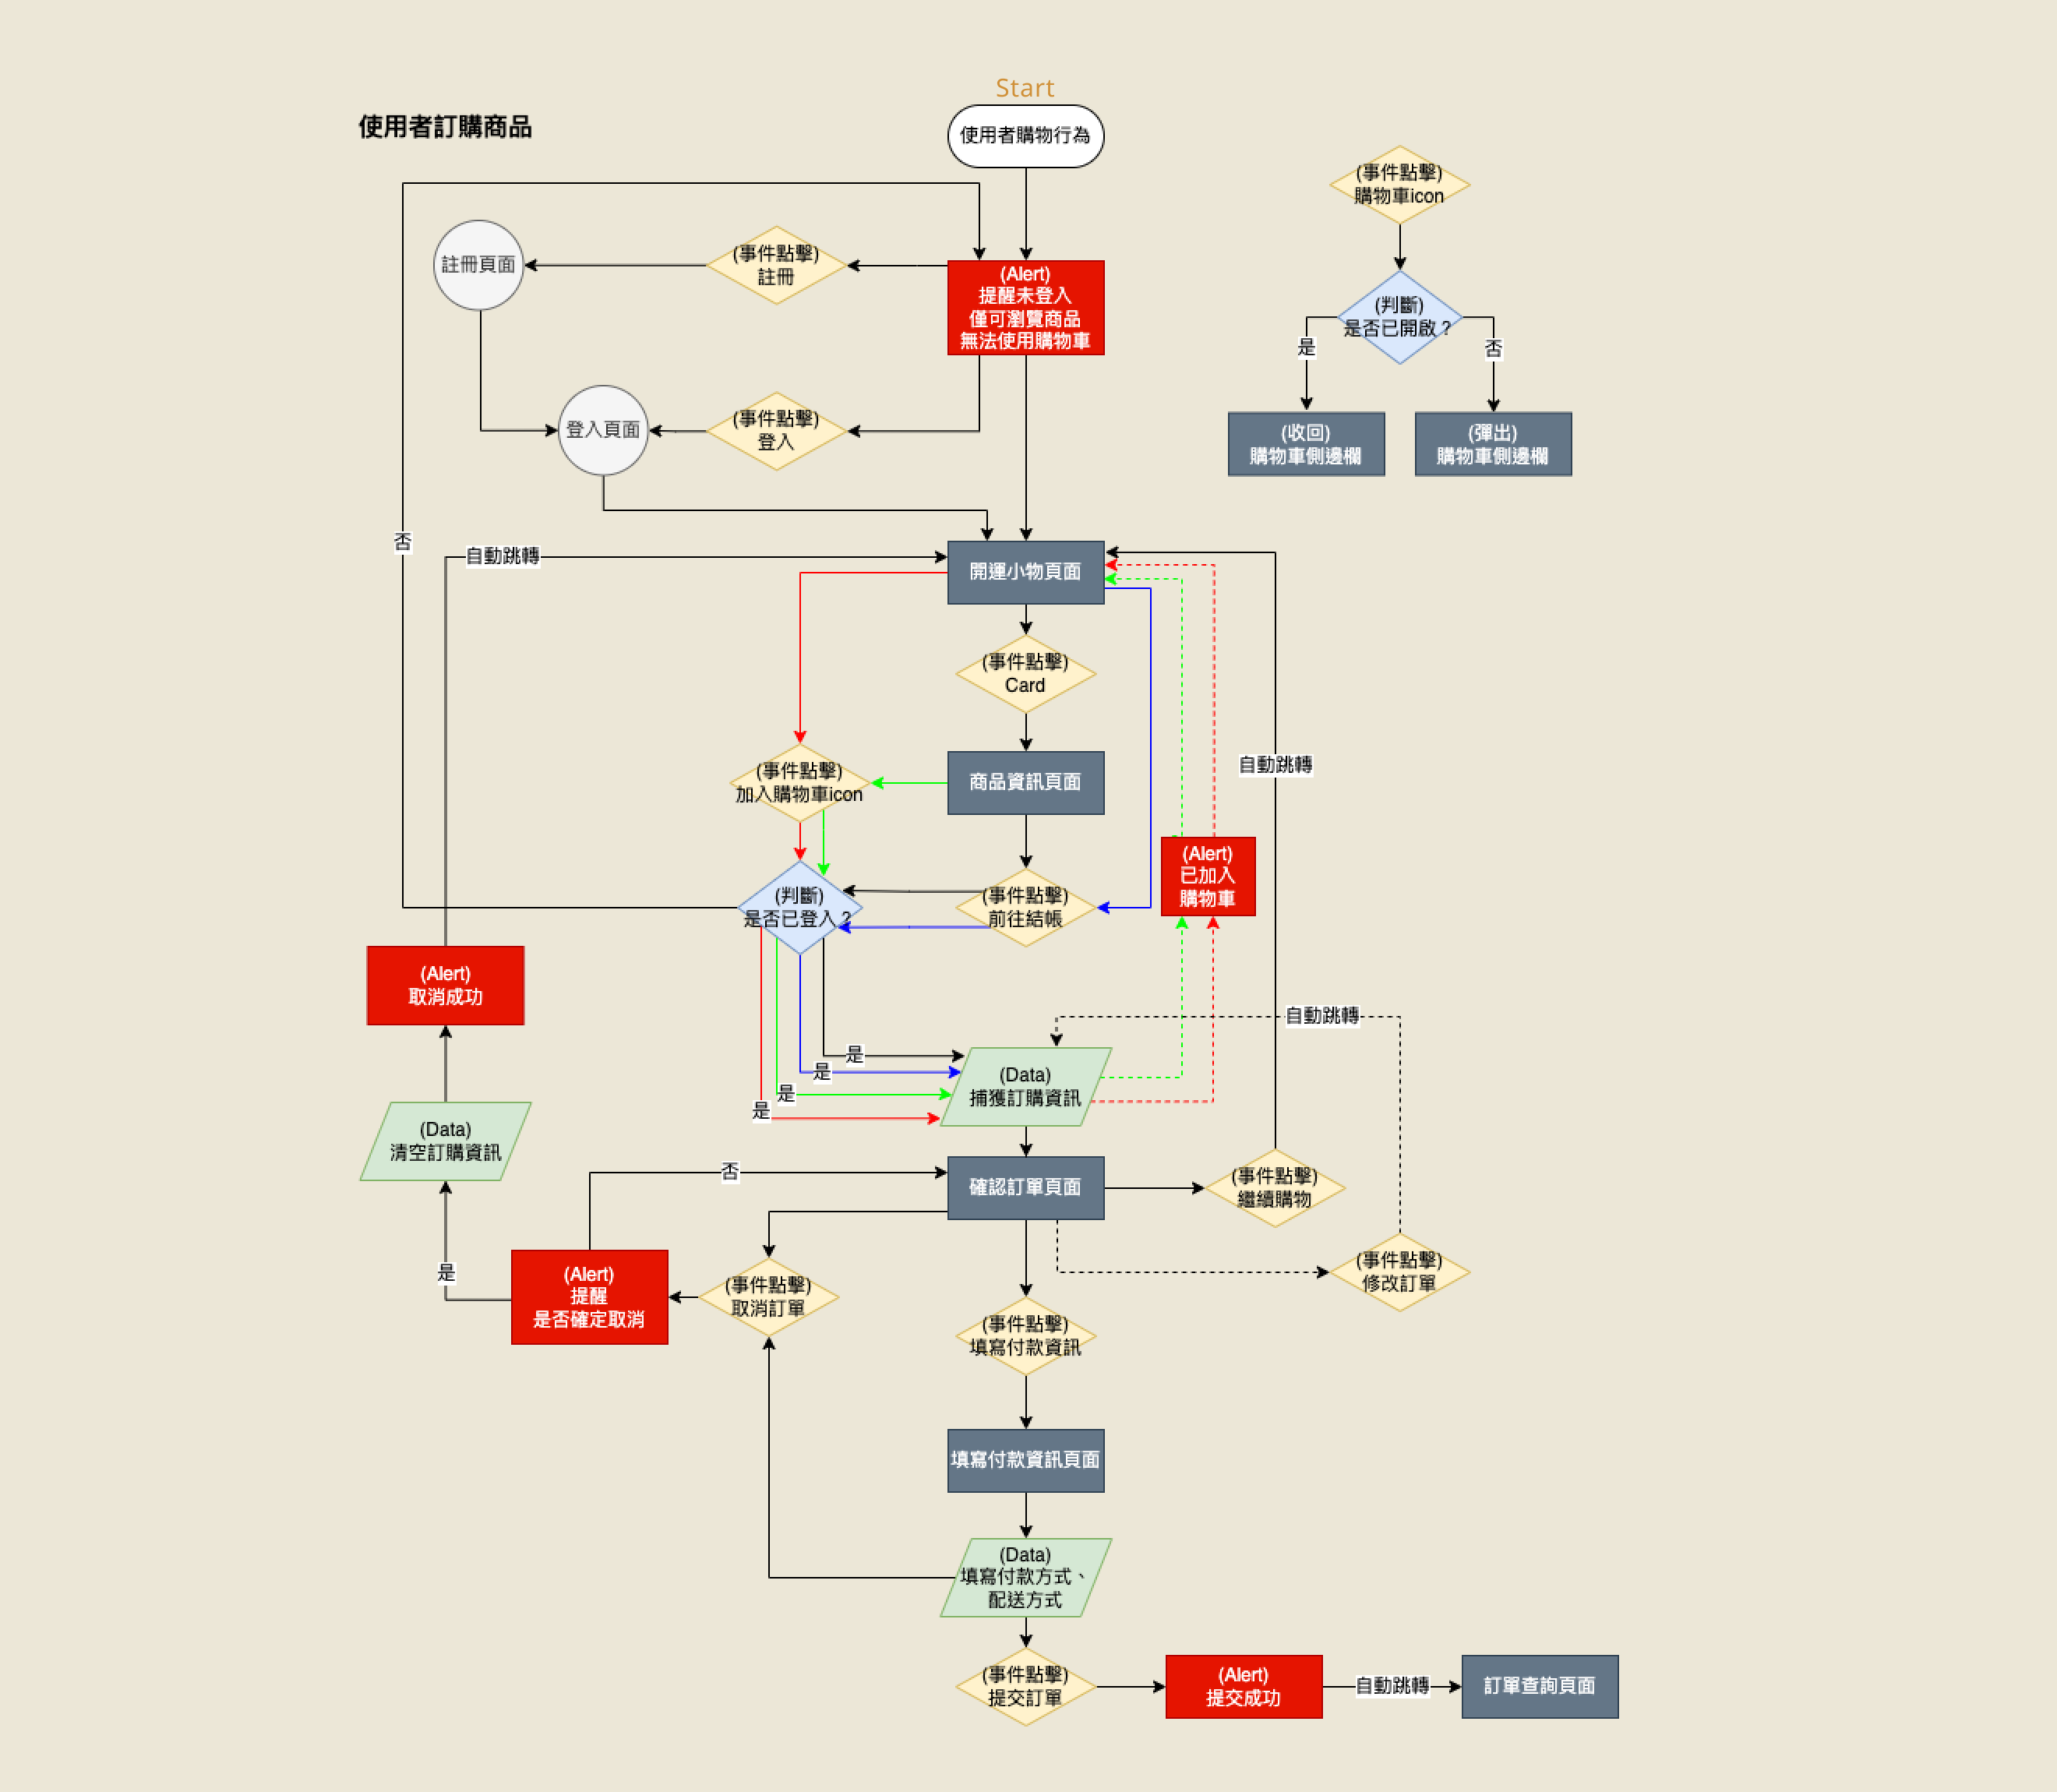 Start
使用者訂購商品
使用者購物行為
(事件點擊)
購物車icon
註冊頁面
(事件點擊)
註冊
(Alert)
提醒未登入
僅可瀏覽商品
無法使用購物車
(判斷)
是否已開啟？
是
否
登入頁面
(事件點擊)
登入
(收回)
購物車側邊欄
(彈出)
購物車側邊欄
否
自動跳轉
開運小物頁面
(事件點擊)
Card
自動跳轉
(事件點擊)
加入購物車icon
商品資訊頁面
(Alert)
已加入
購物車
(判斷)
是否已登入？
(事件點擊)
前往結帳
(Alert)
取消成功
自動跳轉
是
是
是
是
(Data)
捕獲訂購資訊
(Data)
清空訂購資訊
否
確認訂單頁面
(事件點擊)
繼續購物
是
(Alert)
提醒
是否確定取消
(事件點擊)
取消訂單
(事件點擊)
修改訂單
(事件點擊)
填寫付款資訊
填寫付款資訊頁面
(Data)
填寫付款方式、
配送方式
(事件點擊)
提交訂單
(Alert)
提交成功
自動跳轉
訂單查詢頁面